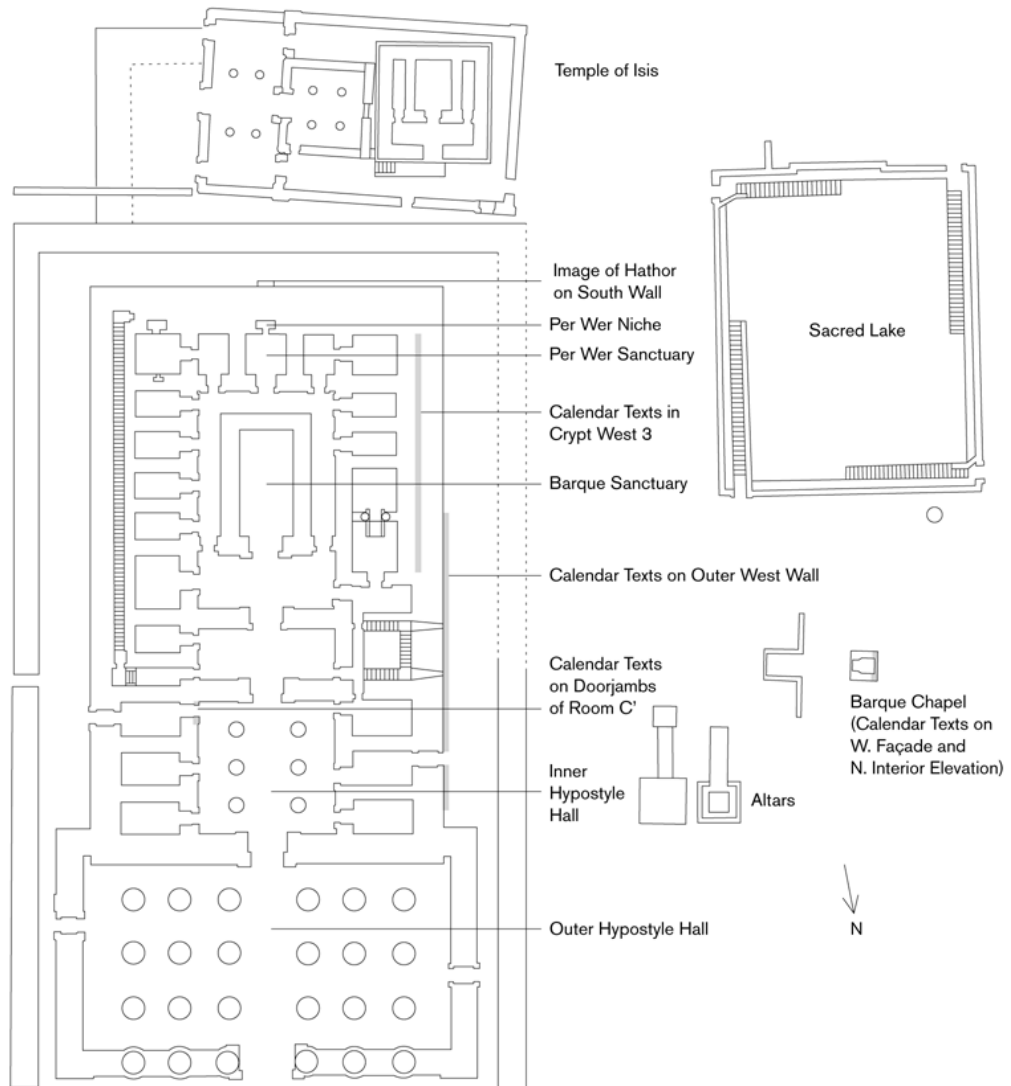 Temple of Isis
Image of Hathor
on South Wall
Per Wer Niche
Per Wer Sanctuary
Sacred Lake
Calendar Texts in
Crypt West 3
Barque Sanctuary
Calendar Texts on Outer West Wall
Calendar Texts
on Doorjambs
of Room C'
Barque Chapel
(Calendar Texts on
W. Façade and
N. Interior Elevation)
Inner
Hypostyle
Hall
Altars
Outer Hypostyle Hall
N